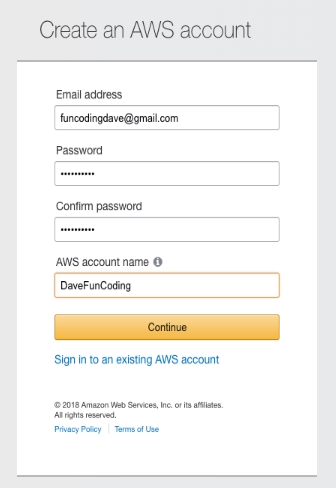 Create an AWS account
Email address
funcodingdave@gmail.com
Password
••••••••••
Confirm password
••••••••••
AWS account name i
DaveFunCoding
Continue
Sign in to an existing AWS account
© 2018 Amazon Web Services, Inc. or its affiliates.
All rights reserved.
Privacy Policy | Terms of Use